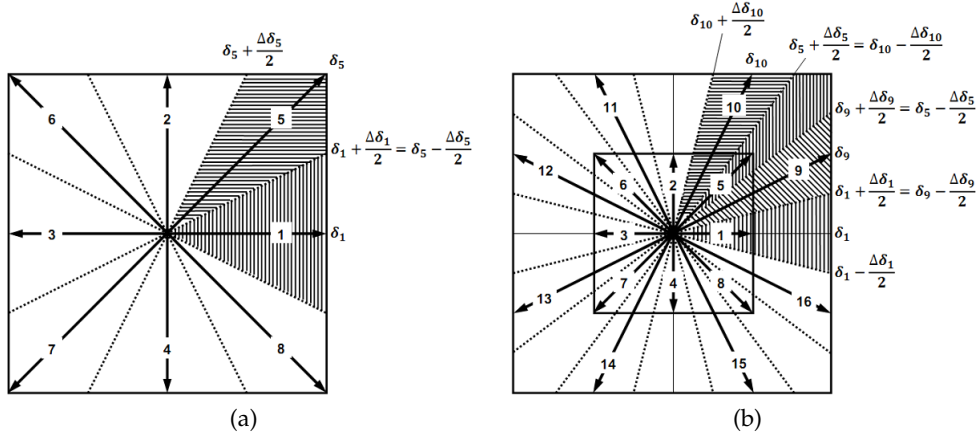 δ₅ + Δδ₅/2
δ₅
6
2
5
δ₁ + Δδ₁/2 = δ₅ − Δδ₅/2
3
1
δ₁
7
4
8
(a)
δ₁₀ + Δδ₁₀/2
δ₅ + Δδ₅/2 = δ₁₀ − Δδ₁₀/2
δ₁₀
11
10
δ₉ + Δδ₉/2 = δ₅ − Δδ₅/2
12
9
δ₉
6
2
5
δ₁ + Δδ₁/2 = δ₉ − Δδ₉/2
3
1
δ₁
7
4
8
δ₁ − Δδ₁/2
13
16
14
15
(b)